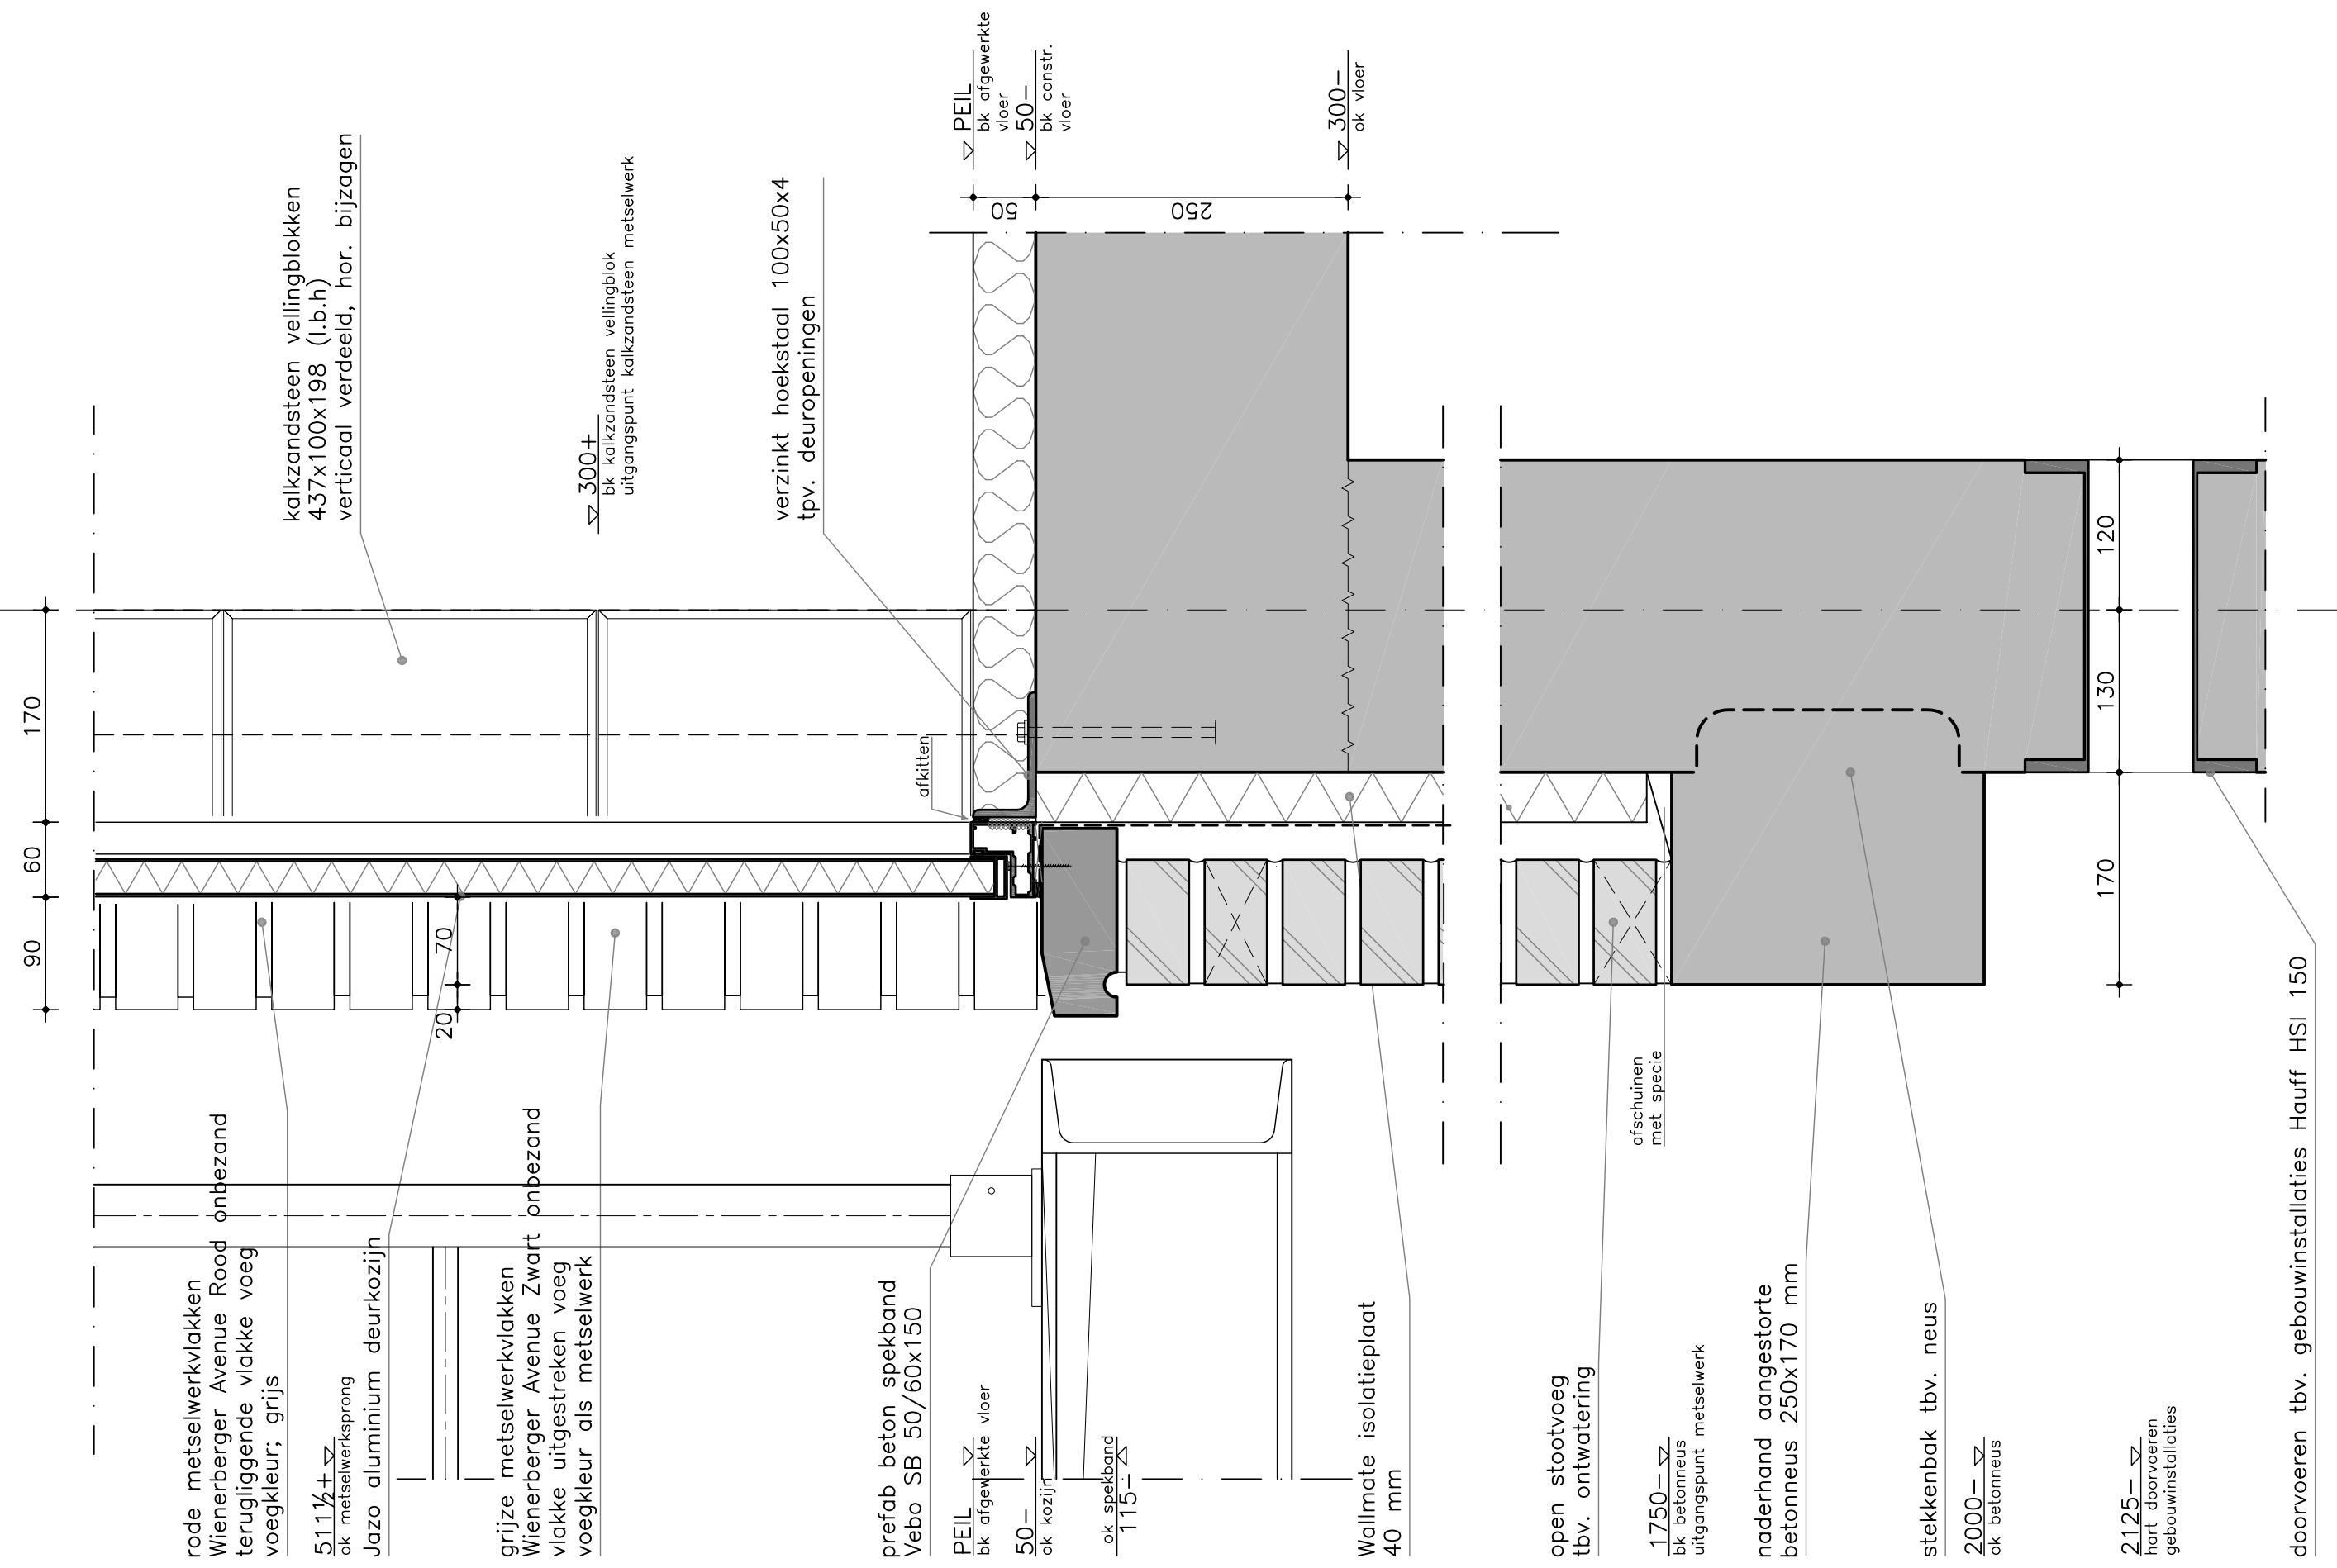 kalkzandsteen vellingblokken
437x100x198 (l.b.h)
verticaal verdeeld, hor. bijzagen
300+
bk kalkzandsteen vellingblok
uitgangspunt kalkzandsteen metselwerk
verzinkt hoekstaal 100x50x4
tpv. deuropeningen
PEIL
bk afgewerkte
vloer
50-
bk constr.
vloer
300-
ok vloer
50
250
170
60
90
70
20
afkitten
120
130
170
rode metselwerkvlakken
Wienerberger Avenue Rood onbezand
terugliggende vlakke voeg
voegkleur; grijs
511½+
ok metselwerksprong
Jazo aluminium deurkozijn
grijze metselwerkvlakken
Wienerberger Avenue Zwart onbezand
vlakke uitgestreken voeg
voegkleur als metselwerk
prefab beton spekband
Vebo SB 50/60x150
PEIL
bk afgewerkte vloer
50-
ok kozijn
ok spekband
115-
Wallmate isolatieplaat
40 mm
open stootvoeg
tbv. ontwatering
afschuinen
met specie
1750-
bk betonneus
uitgangspunt metselwerk
naderhand aangestorte
betonneus 250x170 mm
stekkenbak tbv. neus
2000-
ok betonneus
2125-
hart doorvoeren
gebouwinstallaties
doorvoeren tbv. gebouwinstallaties Hauff HSI 150